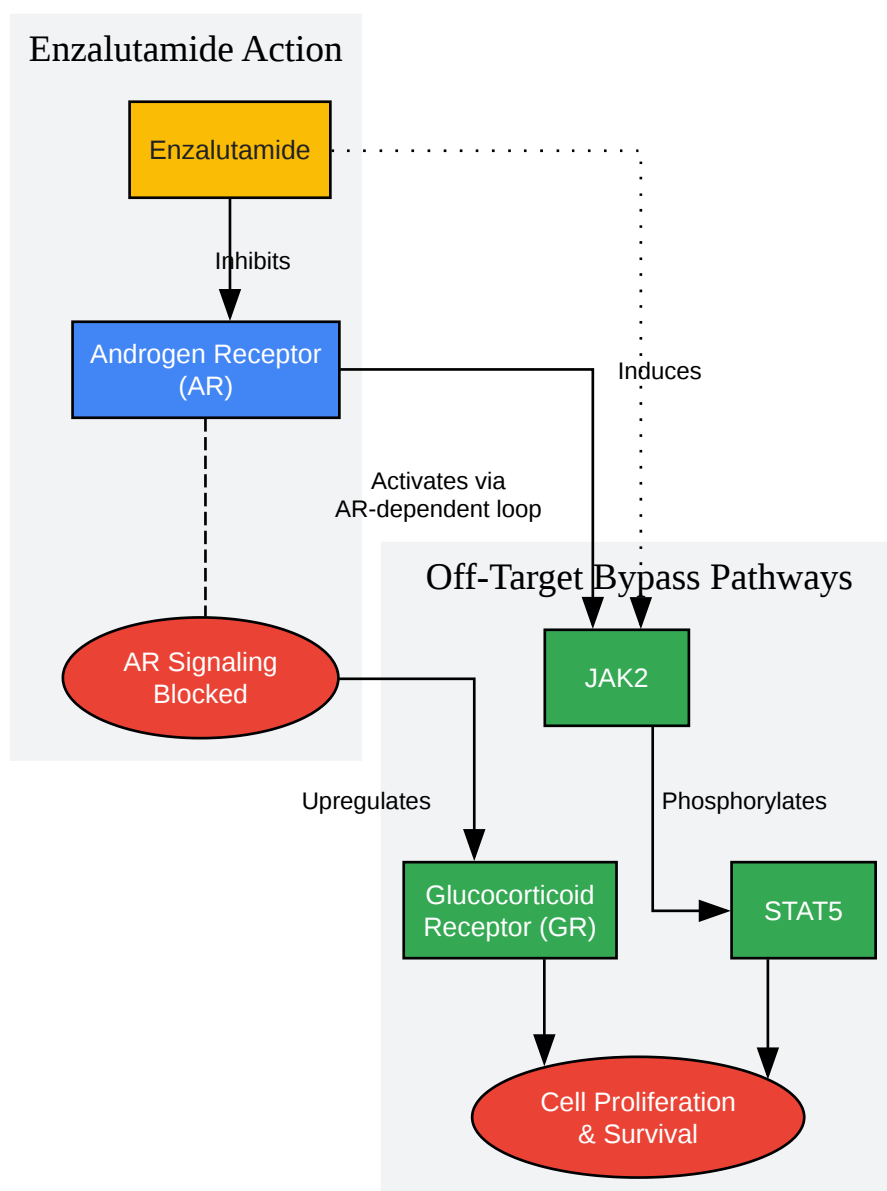 Enzalutamide Action
Enzalutamide
Inhibits
Androgen Receptor
(AR)
Induces
Activates via
AR-dependent loop
Off-Target Bypass Pathways
AR Signaling
Blocked
JAK2
Upregulates
Phosphorylates
Glucocorticoid
Receptor (GR)
STAT5
Cell Proliferation
& Survival